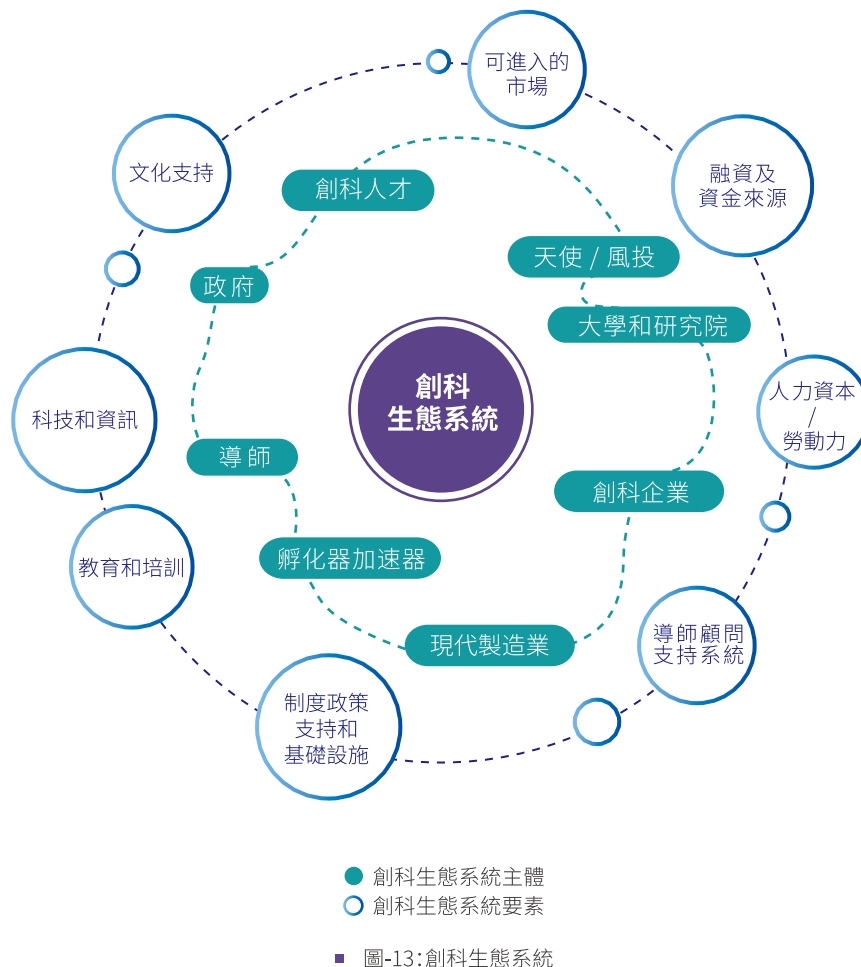 可進入的
市場
文化支持
融資及
資金來源
創科人才
天使 / 風投
政府
大學和研究院
創科
生態系統
人力資本
/
勞動力
科技和資訊
導師
創科企業
孵化器加速器
教育和培訓
現代製造業
導師顧問
支持系統
制度政策
支持和
基礎設施
創科生態系統主體
創科生態系統要素
圖-13:創科生態系統